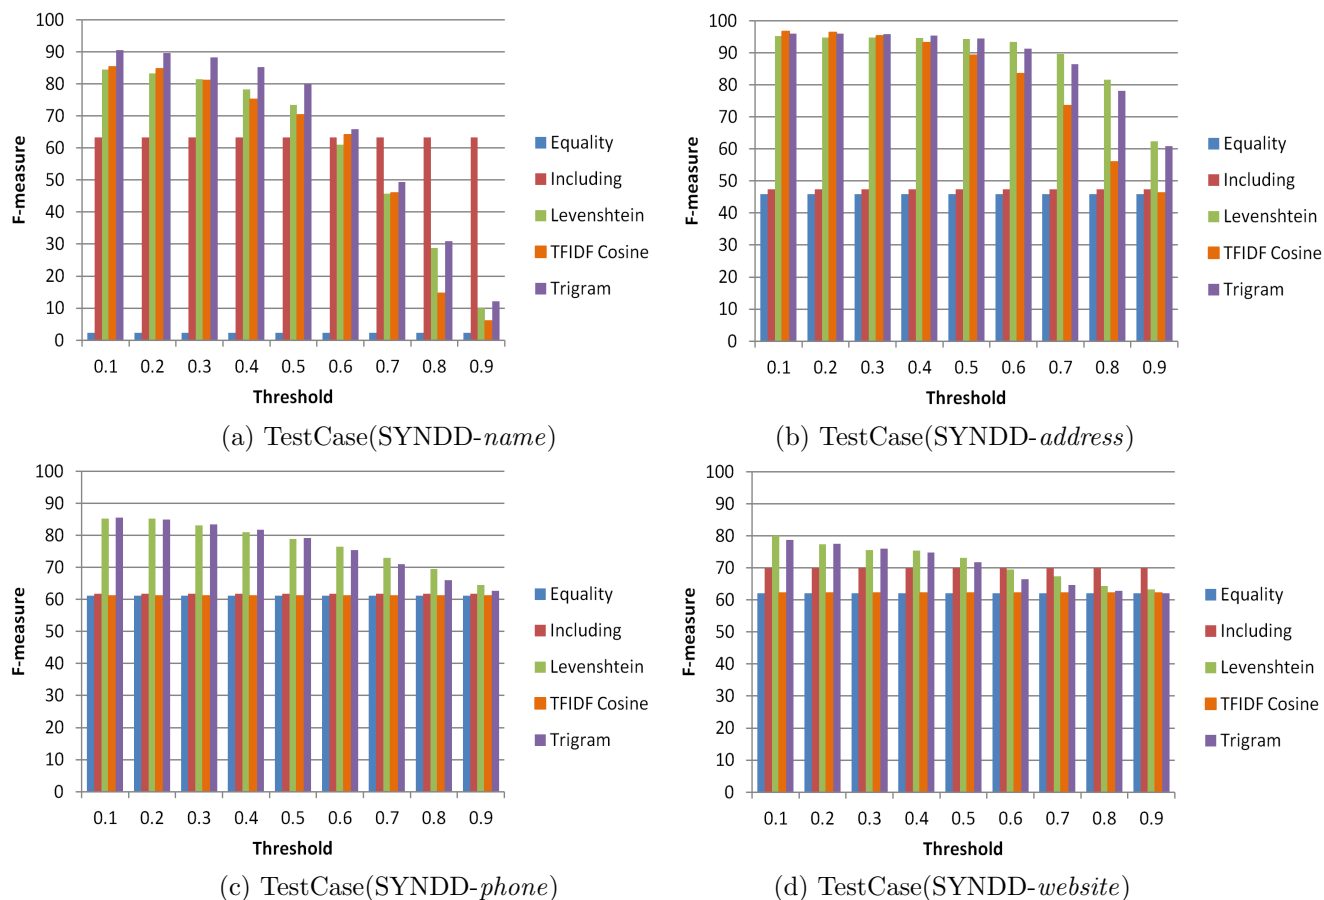 100
90
80
70
60
50
40
30
20
10
0
F-measure
0.1 0.2 0.3 0.4 0.5 0.6 0.7 0.8 0.9
Threshold
Equality
Including
Levenshtein
TFIDF Cosine
Trigram
(a) TestCase(SYNDD-name)
100
90
80
70
60
50
40
30
20
10
0
F-measure
0.1 0.2 0.3 0.4 0.5 0.6 0.7 0.8 0.9
Threshold
Equality
Including
Levenshtein
TFIDF Cosine
Trigram
(b) TestCase(SYNDD-address)
100
90
80
70
60
50
40
30
20
10
0
F-measure
0.1 0.2 0.3 0.4 0.5 0.6 0.7 0.8 0.9
Threshold
Equality
Including
Levenshtein
TFIDF Cosine
Trigram
(c) TestCase(SYNDD-phone)
100
90
80
70
60
50
40
30
20
10
0
F-measure
0.1 0.2 0.3 0.4 0.5 0.6 0.7 0.8 0.9
Threshold
Equality
Including
Levenshtein
TFIDF Cosine
Trigram
(d) TestCase(SYNDD-website)